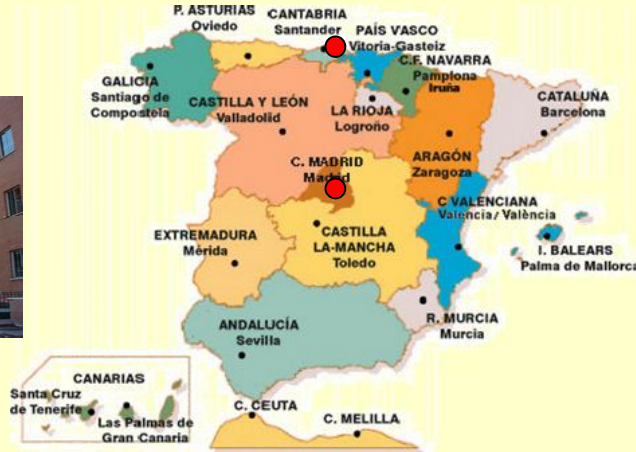 P. ASTURIAS
Oviedo
CANTABRIA
Santander
PAÍS VASCO
Vitoria-Gasteiz
C.F. NAVARRA
Pamplona
Iruña
GALICIA
Santiago de
Compostela
CASTILLA Y LEÓN
Valladolid
LA RIOJA
Logroño
CATALUÑA
Barcelona
ARAGÓN
Zaragoza
C. MADRID
Madrid
C VALENCIANA
Valencia / València
EXTREMADURA
Mérida
CASTILLA
LA-MANCHA
Toledo
I. BALEARS
Palma de Mallorca
R. MURCIA
Murcia
ANDALUCÍA
Sevilla
CANARIAS
Santa Cruz
de Tenerife
Las Palmas de
Gran Canaria
C. CEUTA
C. MELILLA